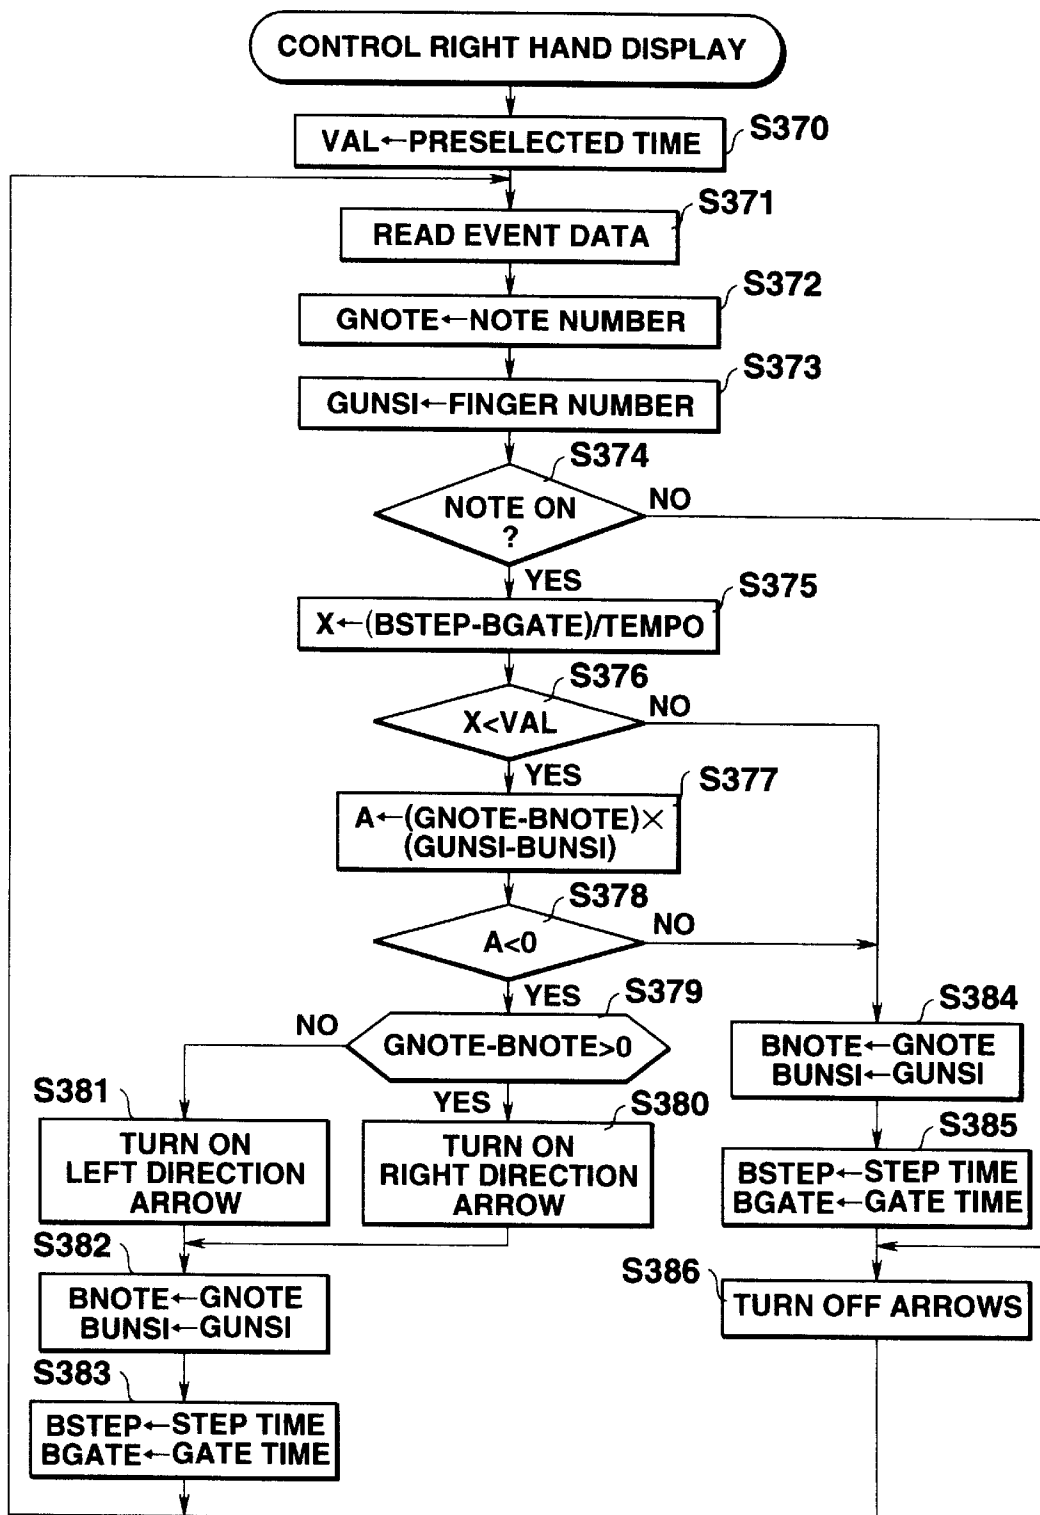 CONTROL RIGHT HAND DISPLAY
S370
VAL←PRESELECTED TIME
S371
READ EVENT DATA
S372
GNOTE←NOTE NUMBER
S373
GUNSI←FINGER NUMBER
S374
NOTE ON
?
NO
YES
S375
X←(BSTEP-BGATE)/TEMPO
S376
X<VAL
NO
YES
S377
A←(GNOTE-BNOTE)×
(GUNSI-BUNSI)
S378
A<0
NO
YES
S379
GNOTE-BNOTE>0
NO
YES
S380
TURN ON
RIGHT DIRECTION
ARROW
S381
TURN ON
LEFT DIRECTION
ARROW
S382
BNOTE←GNOTE
BUNSI←GUNSI
S383
BSTEP←STEP TIME
BGATE←GATE TIME
S384
BNOTE←GNOTE
BUNSI←GUNSI
S385
BSTEP←STEP TIME
BGATE←GATE TIME
S386
TURN OFF ARROWS